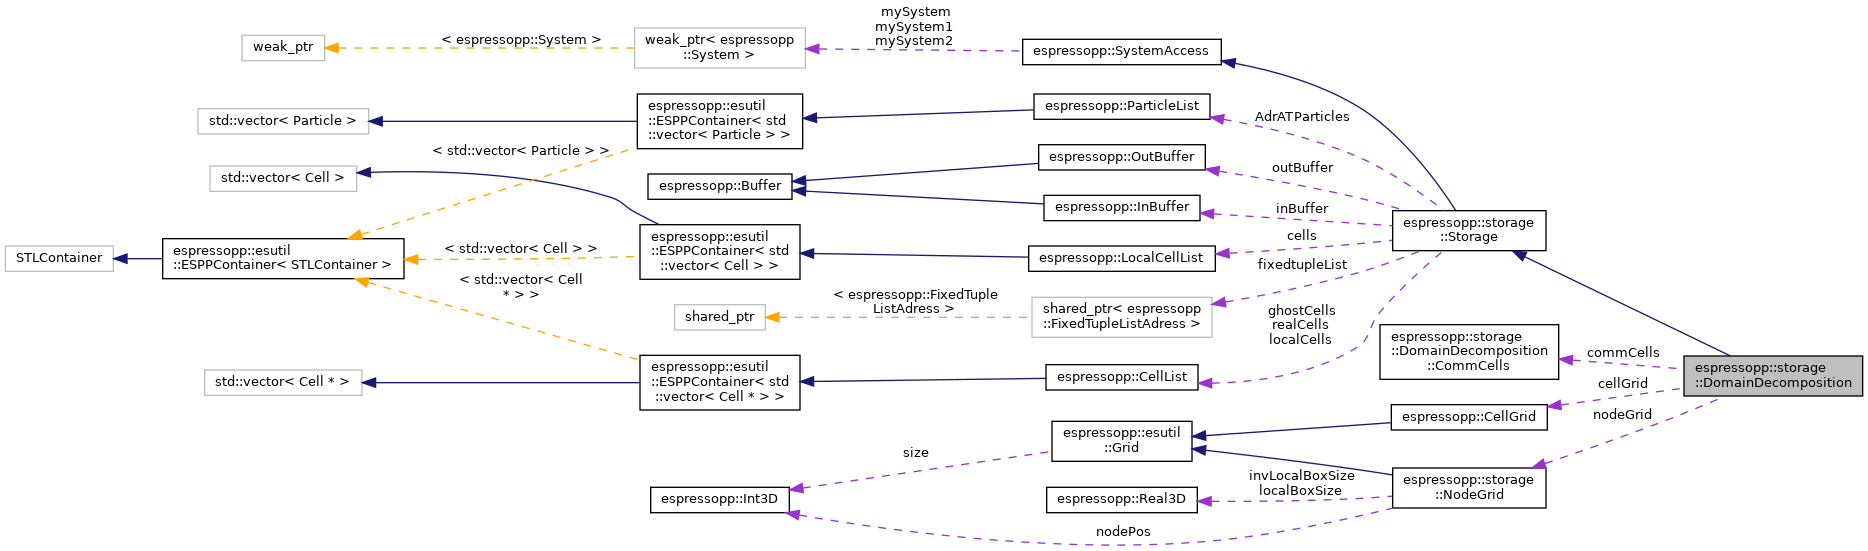 mySystem
mySystem1
mySystem2
weak_ptr
< espressopp::System >
weak_ptr< espressopp
::System >
espressopp::SystemAccess
std::vector< Particle >
espressopp::esutil
::ESPPContainer< std
::vector< Particle > >
espressopp::ParticleList
AdrATParticles
< std::vector< Particle > >
std::vector< Cell >
espressopp::Buffer
espressopp::OutBuffer
outBuffer
espressopp::InBuffer
inBuffer
espressopp::storage
::Storage
STLContainer
espressopp::esutil
::ESPPContainer< STLContainer >
< std::vector< Cell > >
espressopp::esutil
::ESPPContainer< std
::vector< Cell > >
espressopp::LocalCellList
cells
fixedtupleList
< std::vector< Cell
* > >
shared_ptr
< espressopp::FixedTuple
ListAdress >
shared_ptr< espressopp
::FixedTupleListAdress >
ghostCells
realCells
localCells
espressopp::storage
::DomainDecomposition
::CommCells
commCells
espressopp::storage
::DomainDecomposition
std::vector< Cell * >
espressopp::esutil
::ESPPContainer< std
::vector< Cell * > >
espressopp::CellList
cellGrid
espressopp::CellGrid
nodeGrid
espressopp::esutil
::Grid
size
espressopp::Int3D
espressopp::Real3D
invLocalBoxSize
localBoxSize
espressopp::storage
::NodeGrid
nodePos